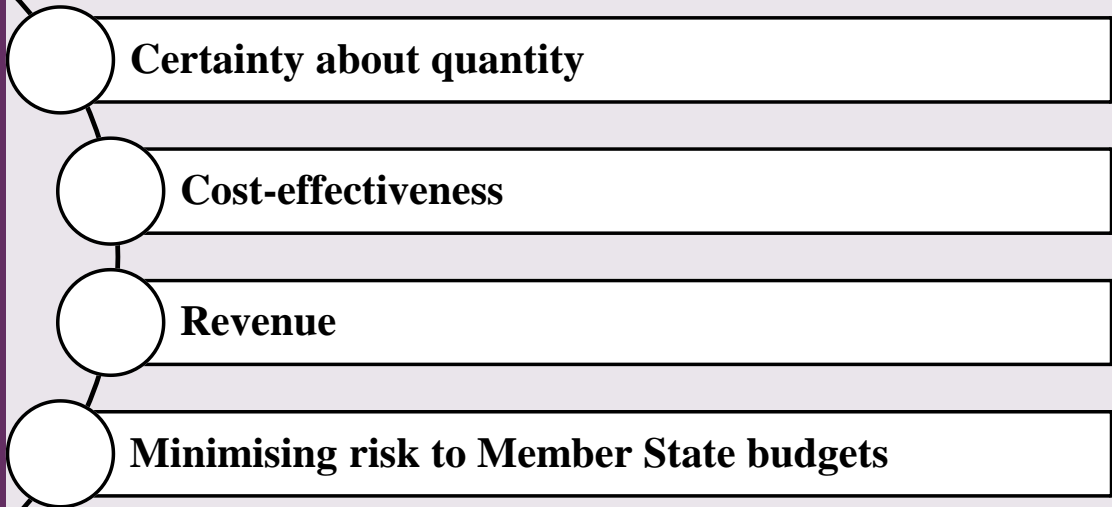 Certainty about quantity
Cost-effectiveness
Revenue
Minimising risk to Member State budgets